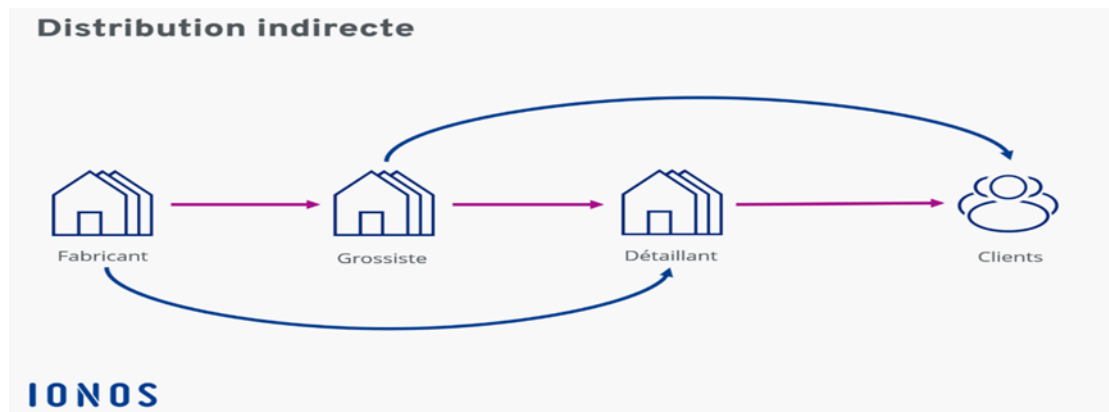 Distribution indirecte
Fabricant
Grossiste
Détaillant
Clients
IONOS